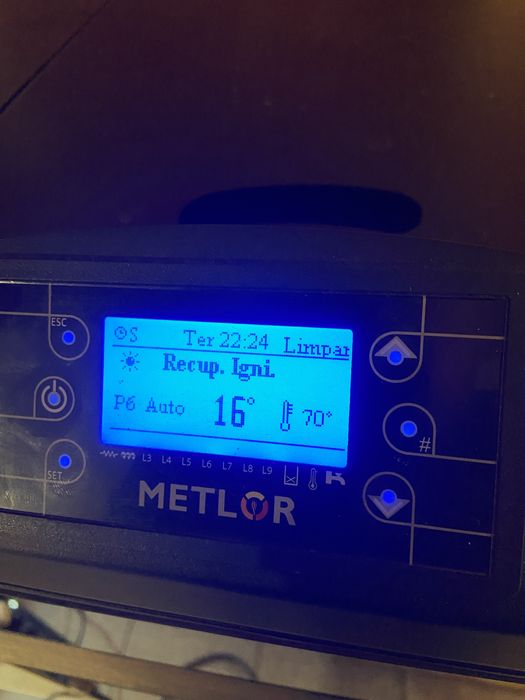 ESC
S Ter 22:24 Limpar
Recup. Igni.
P6 Auto 16° 70°
#
SET
L3 L4 L5 L6 L7 L8 L9
METLOR